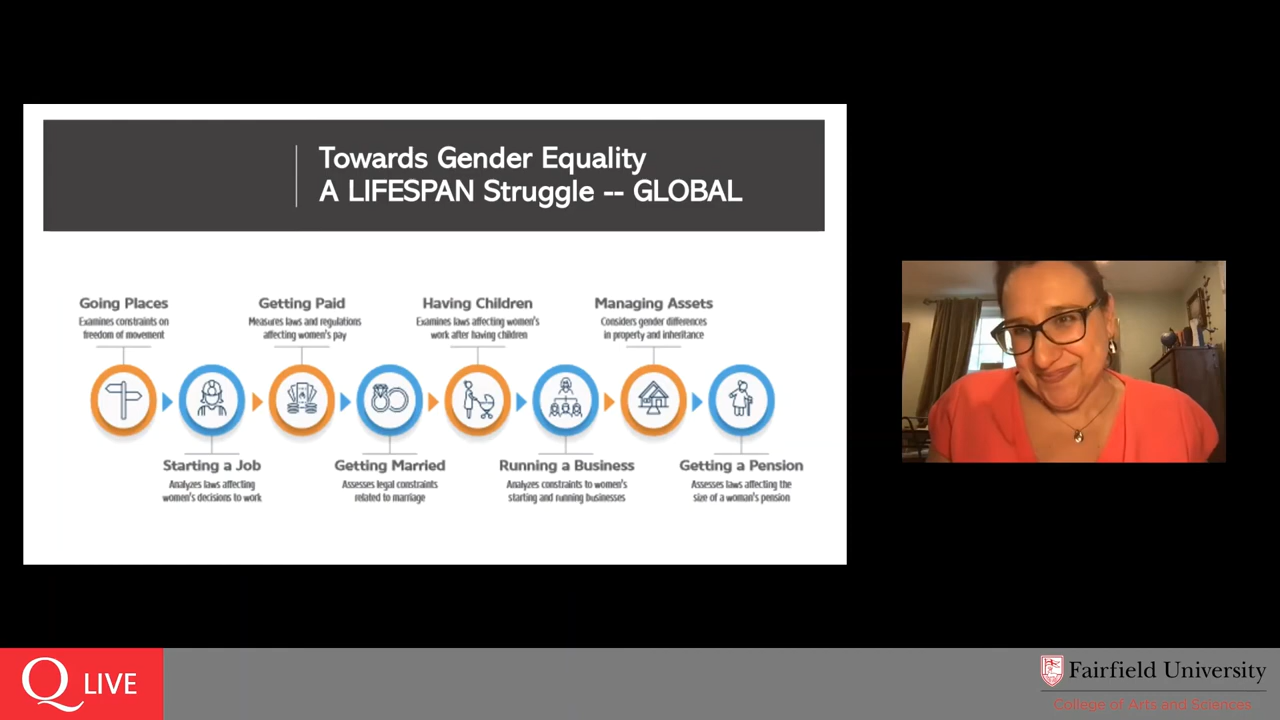 Towards Gender Equality
A LIFESPAN Struggle -- GLOBAL
Going Places
Examines constraints on
freedom of movement
Getting Paid
Measures laws and regulations
affecting women's pay
Having Children
Examines laws affecting women's
work after having children
Managing Assets
Considers gender differences
in property and inheritance
Starting a Job
Analyzes laws affecting
women's decisions to work
Getting Married
Assesses legal constraints
related to marriage
Running a Business
Analyzes constraints to women's
starting and running businesses
Getting a Pension
Assesses laws affecting the
size of a woman's pension
Q LIVE
Fairfield University
College of Arts and Sciences